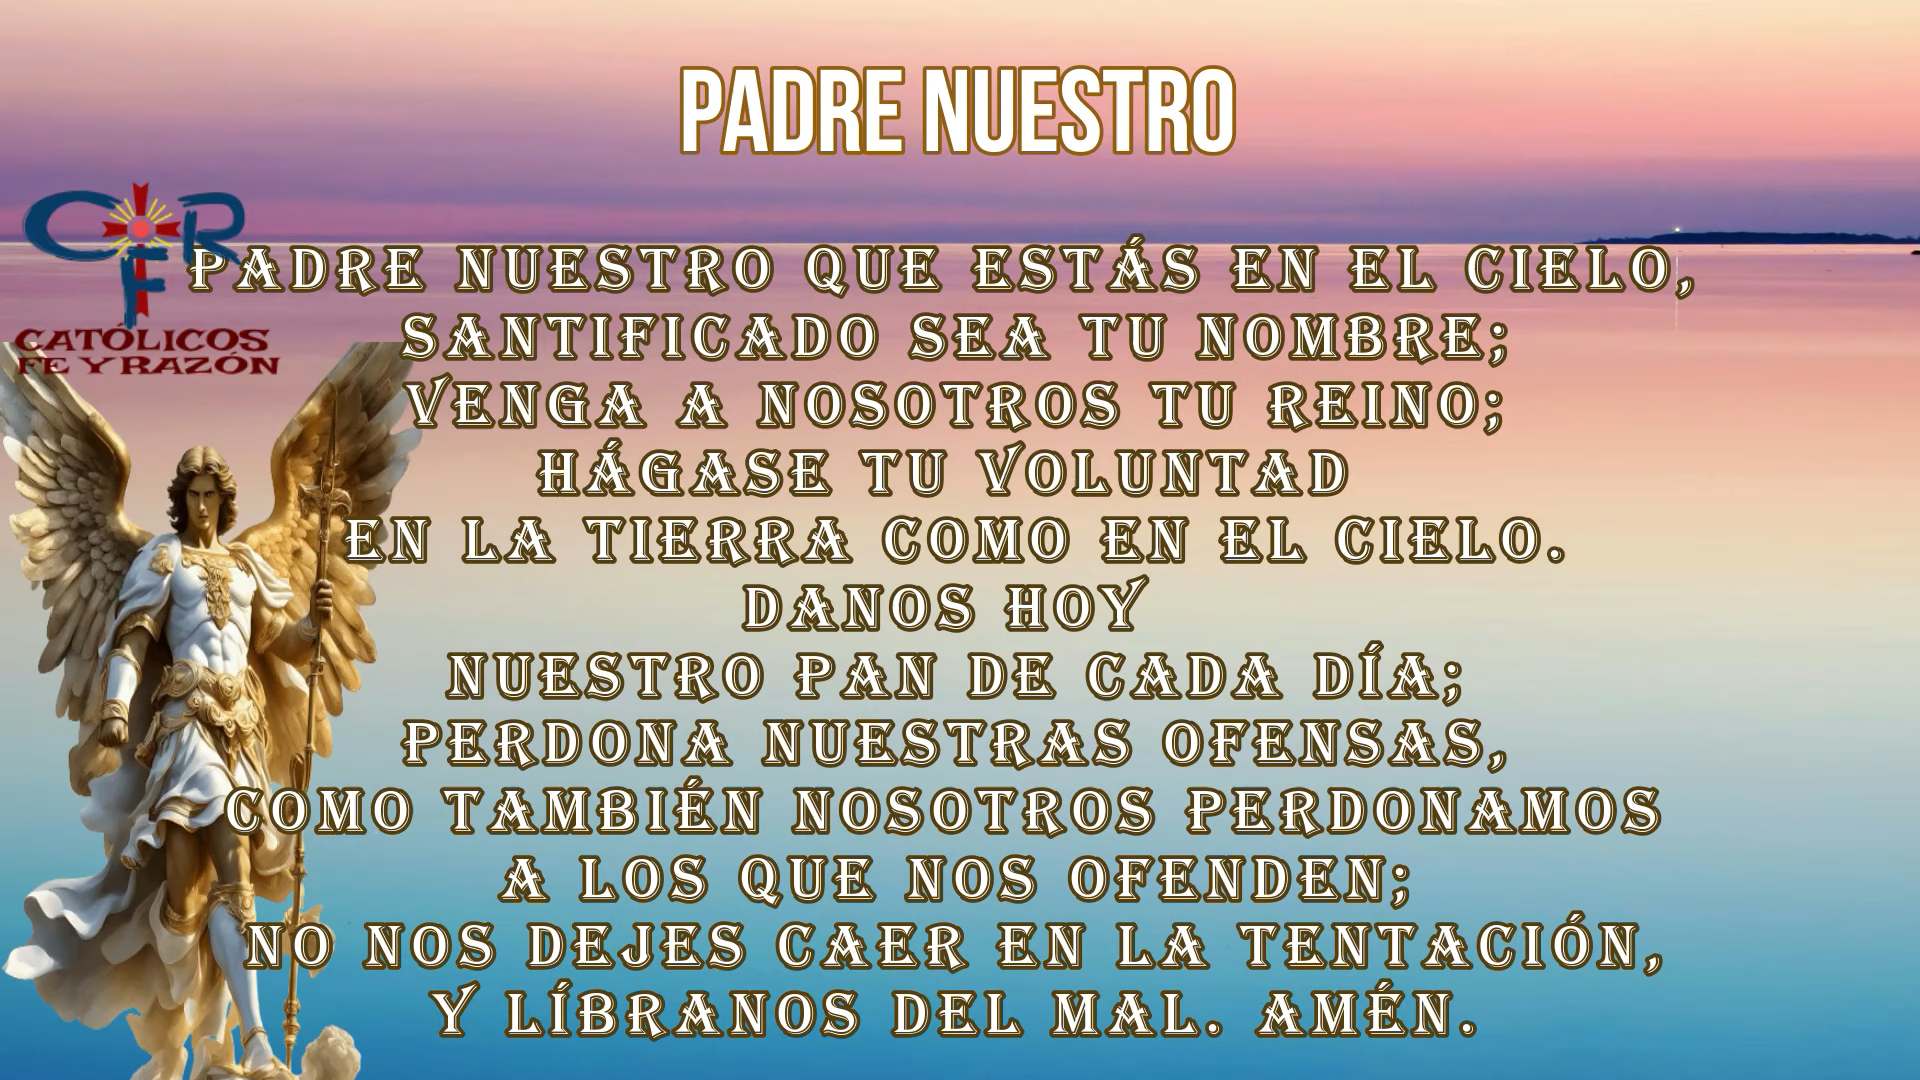 PADRE NUESTRO
CFR
CATÓLICOS
FE Y RAZÓN
PADRE NUESTRO QUE ESTÁS EN EL CIELO,
SANTIFICADO SEA TU NOMBRE;
VENGA A NOSOTROS TU REINO;
HÁGASE TU VOLUNTAD
EN LA TIERRA COMO EN EL CIELO.
DANOS HOY
NUESTRO PAN DE CADA DÍA;
PERDONA NUESTRAS OFENSAS,
COMO TAMBIÉN NOSOTROS PERDONAMOS
A LOS QUE NOS OFENDEN;
NO NOS DEJES CAER EN LA TENTACIÓN,
Y LÍBRANOS DEL MAL. AMÉN.